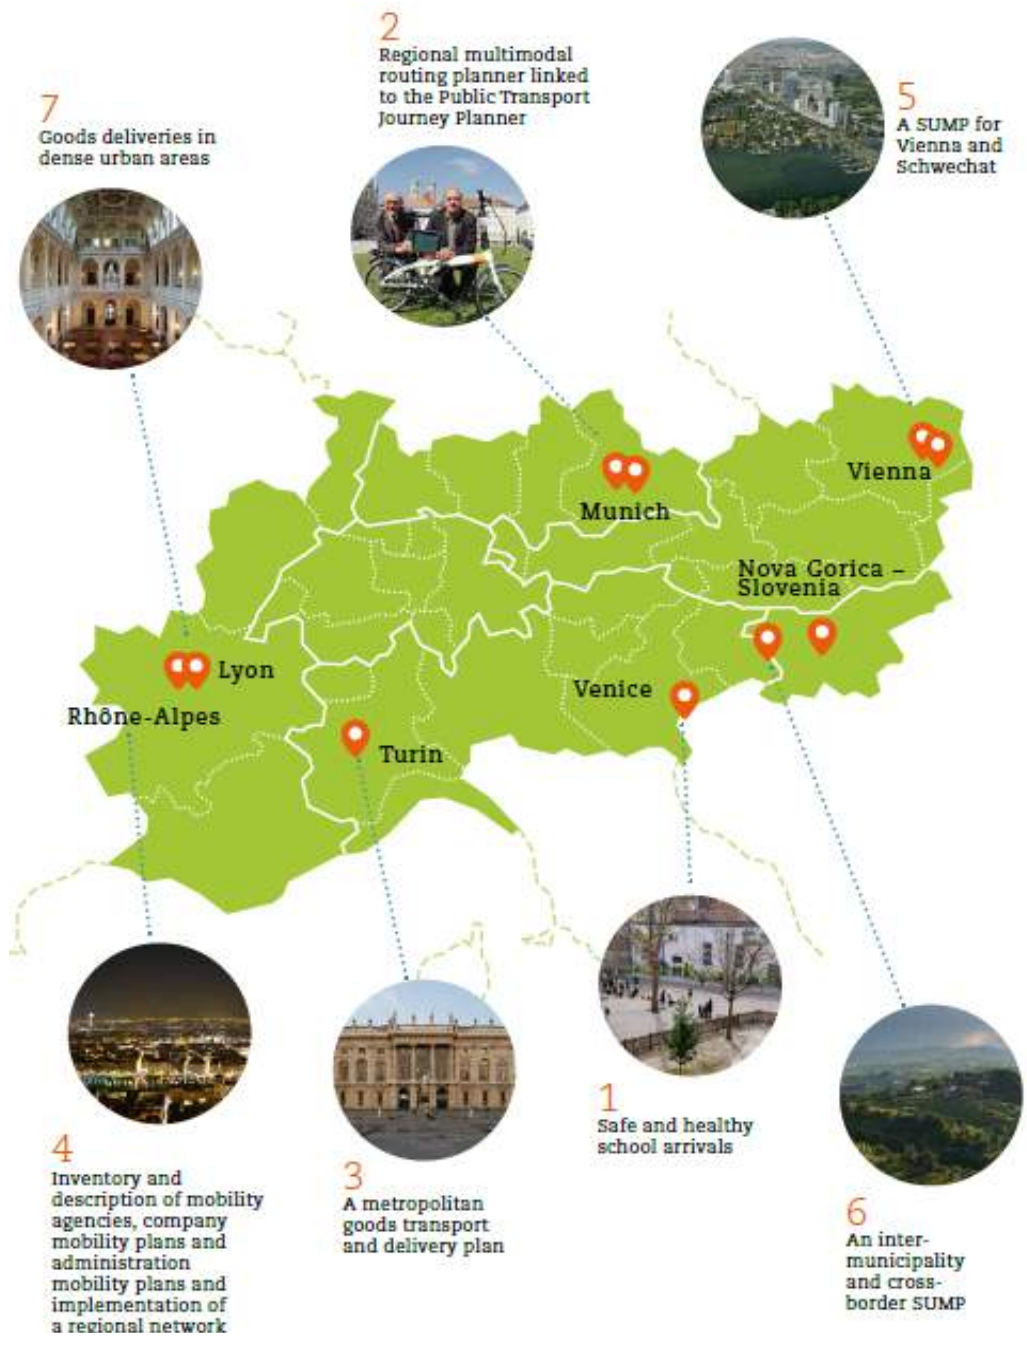 2
Regional multimodal
routing planner linked
to the Public Transport
Journey Planner
7
Goods deliveries in
dense urban areas
5
A SUMP for
Vienna and
Schwechat
Vienna
Munich
Nova Gorica –
Slovenia
Lyon
Venice
Rhône-Alpes
Turin
1
Safe and healthy
school arrivals
4
Inventory and
description of mobility
agencies, company
mobility plans and
administration
mobility plans and
implementation of
a regional network
3
A metropolitan
goods transport
and delivery plan
6
An inter-
municipality
and cross-
border SUMP